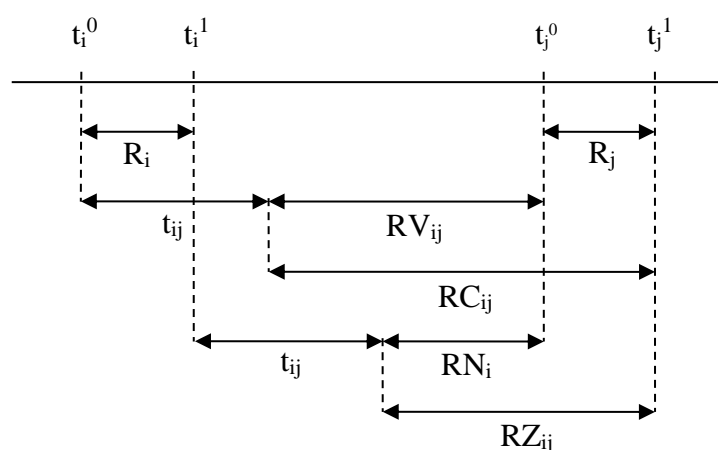 tᵢ⁰ tᵢ¹ tⱼ⁰ tⱼ¹
Rᵢ Rⱼ
tᵢⱼ RVᵢⱼ
RCᵢⱼ
tᵢⱼ RNᵢ
RZᵢⱼ